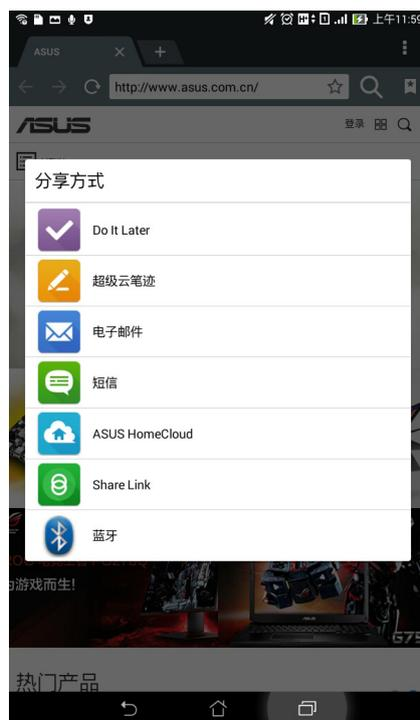 上午11:59
ASUS
http://www.asus.com.cn/
ASUS
登录
分享方式
Do It Later
超级云笔迹
电子邮件
短信
ASUS HomeCloud
Share Link
蓝牙
游戏而生!
G75
热门产品